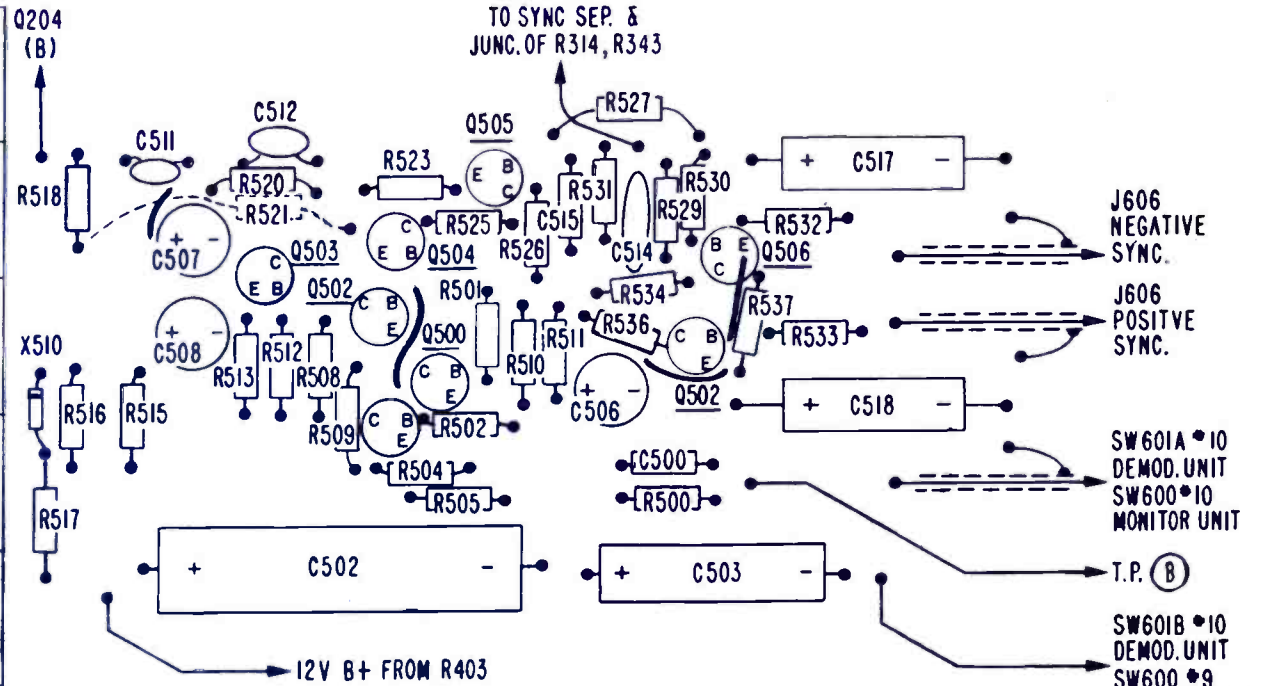 Q204
(B)
TO SYNC SEP. &
JUNC. OF R314, R343
R527
C512
C511
Q505
E B C
R523
+ C517 -
R518
R520
R521
R531
R530
J606
NEGATIVE
SYNC.
C515
R529
R525
R532
+ -
C507
C
E B
Q504
R526
C514
B E
C
Q506
Q503
C
E B
Q502
C B
E
R501
R534
R537
J606
POSITVE
SYNC.
+ -
C508
X510
Q500
C B
E
R536
C B
E
R533
R513
R512
R508
R510
R511
+ -
C506
Q502
+ C518 -
R516
R515
R509
C B
E
R502
SW601A #10
DEMOD. UNIT
SW600 #10
MONITOR UNIT
R504
C500
R505
R500
R517
+ C502 -
+ C503 -
T.P. (B)
SW601B #10
DEMOD. UNIT
SW600 #9
12V B+ FROM R403